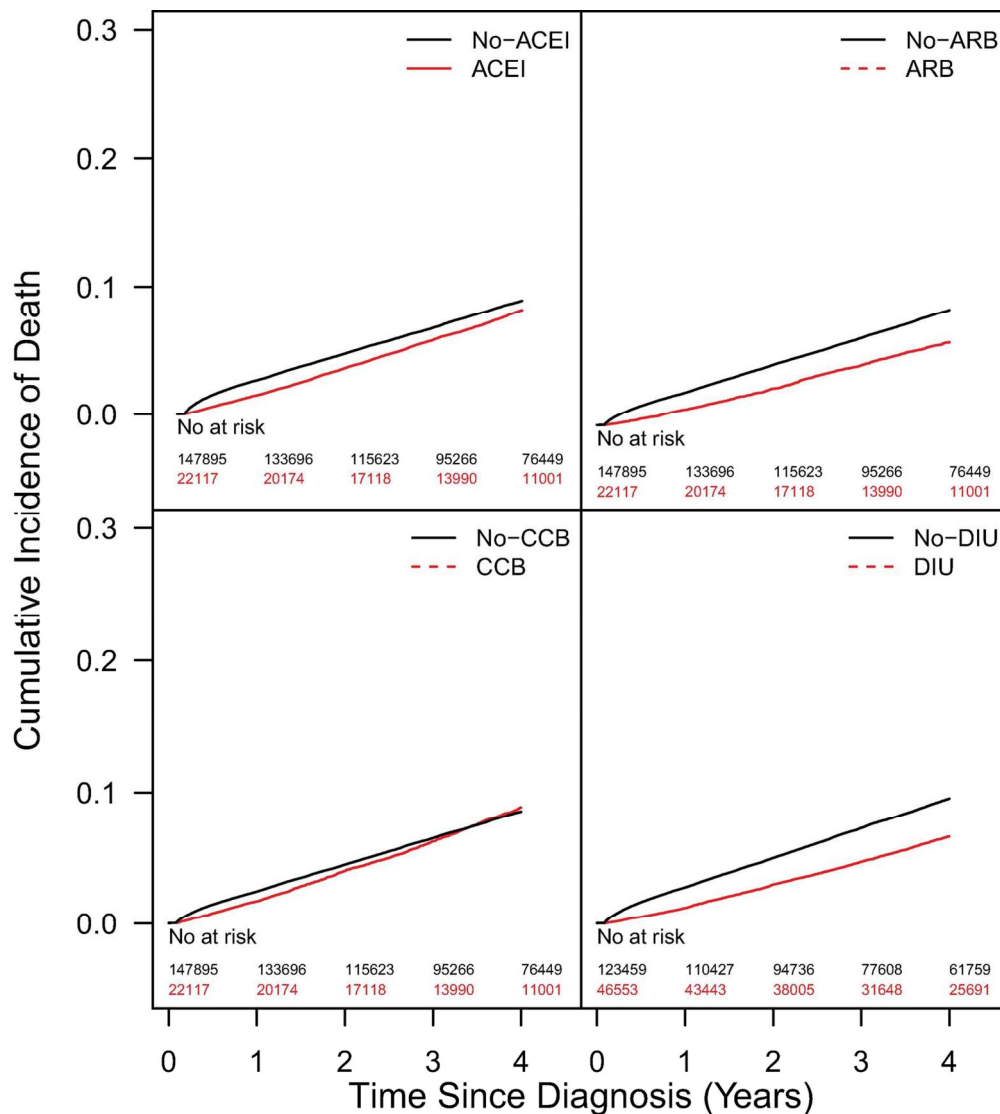 Cumulative Incidence of Death
0.3
0.2
0.1
0.0
No-ACEI
ACEI
No at risk
147895 133696 115623 95266 76449
22117 20174 17118 13990 11001
No-ARB
ARB
No at risk
147895 133696 115623 95266 76449
22117 20174 17118 13990 11001
0.3
0.2
0.1
0.0
No-CCB
CCB
No at risk
147895 133696 115623 95266 76449
22117 20174 17118 13990 11001
No-DIU
DIU
No at risk
123459 110427 94736 77608 61759
46553 43443 38005 31648 25691
0 1 2 3 4
0 1 2 3 4
Time Since Diagnosis (Years)